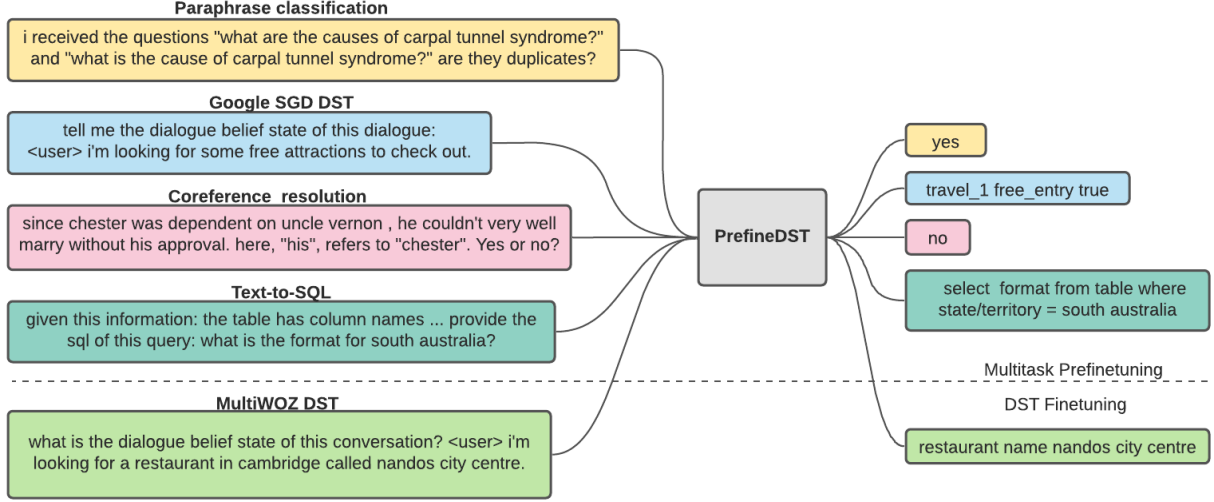 Paraphrase classification
i received the questions "what are the causes of carpal tunnel syndrome?"
and "what is the cause of carpal tunnel syndrome?" are they duplicates?
Google SGD DST
tell me the dialogue belief state of this dialogue:
<user> i'm looking for some free attractions to check out.
Coreference resolution
since chester was dependent on uncle vernon , he couldn't very well
marry without his approval. here, "his", refers to "chester". Yes or no?
Text-to-SQL
given this information: the table has column names ... provide the
sql of this query: what is the format for south australia?
MultiWOZ DST
what is the dialogue belief state of this conversation? <user> i'm
looking for a restaurant in cambridge called nandos city centre.
PrefineDST
yes
travel_1 free_entry true
no
select format from table where
state/territory = south australia
Multitask Prefinetuning
DST Finetuning
restaurant name nandos city centre